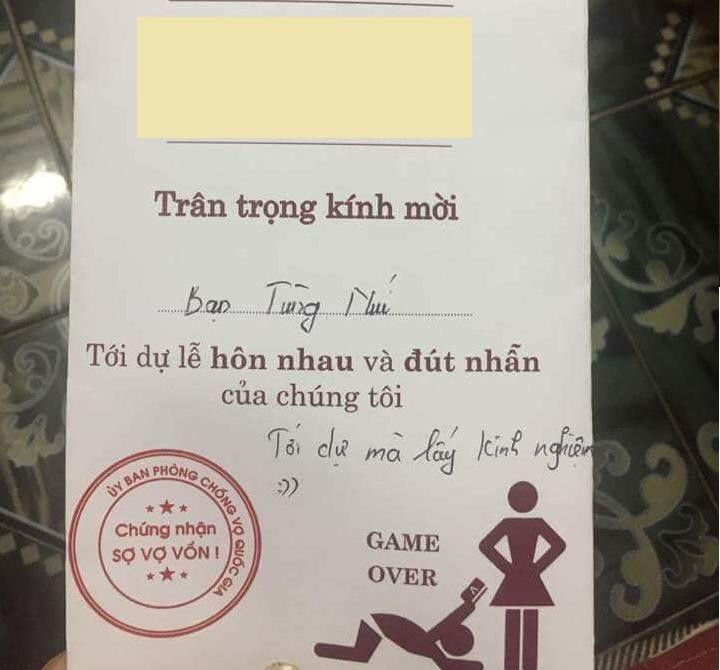 Trân trọng kính mời
Bạn Tùng Nhí
Tới dự lễ hôn nhau và đút nhẫn
của chúng tôi
Tới dự mà lấy kinh nghiệm
:))
ỦY BAN PHÒNG CHỐNG VỢ QUỐC GIA
Chứng nhận
SỢ VỢ VỒN !
GAME
OVER